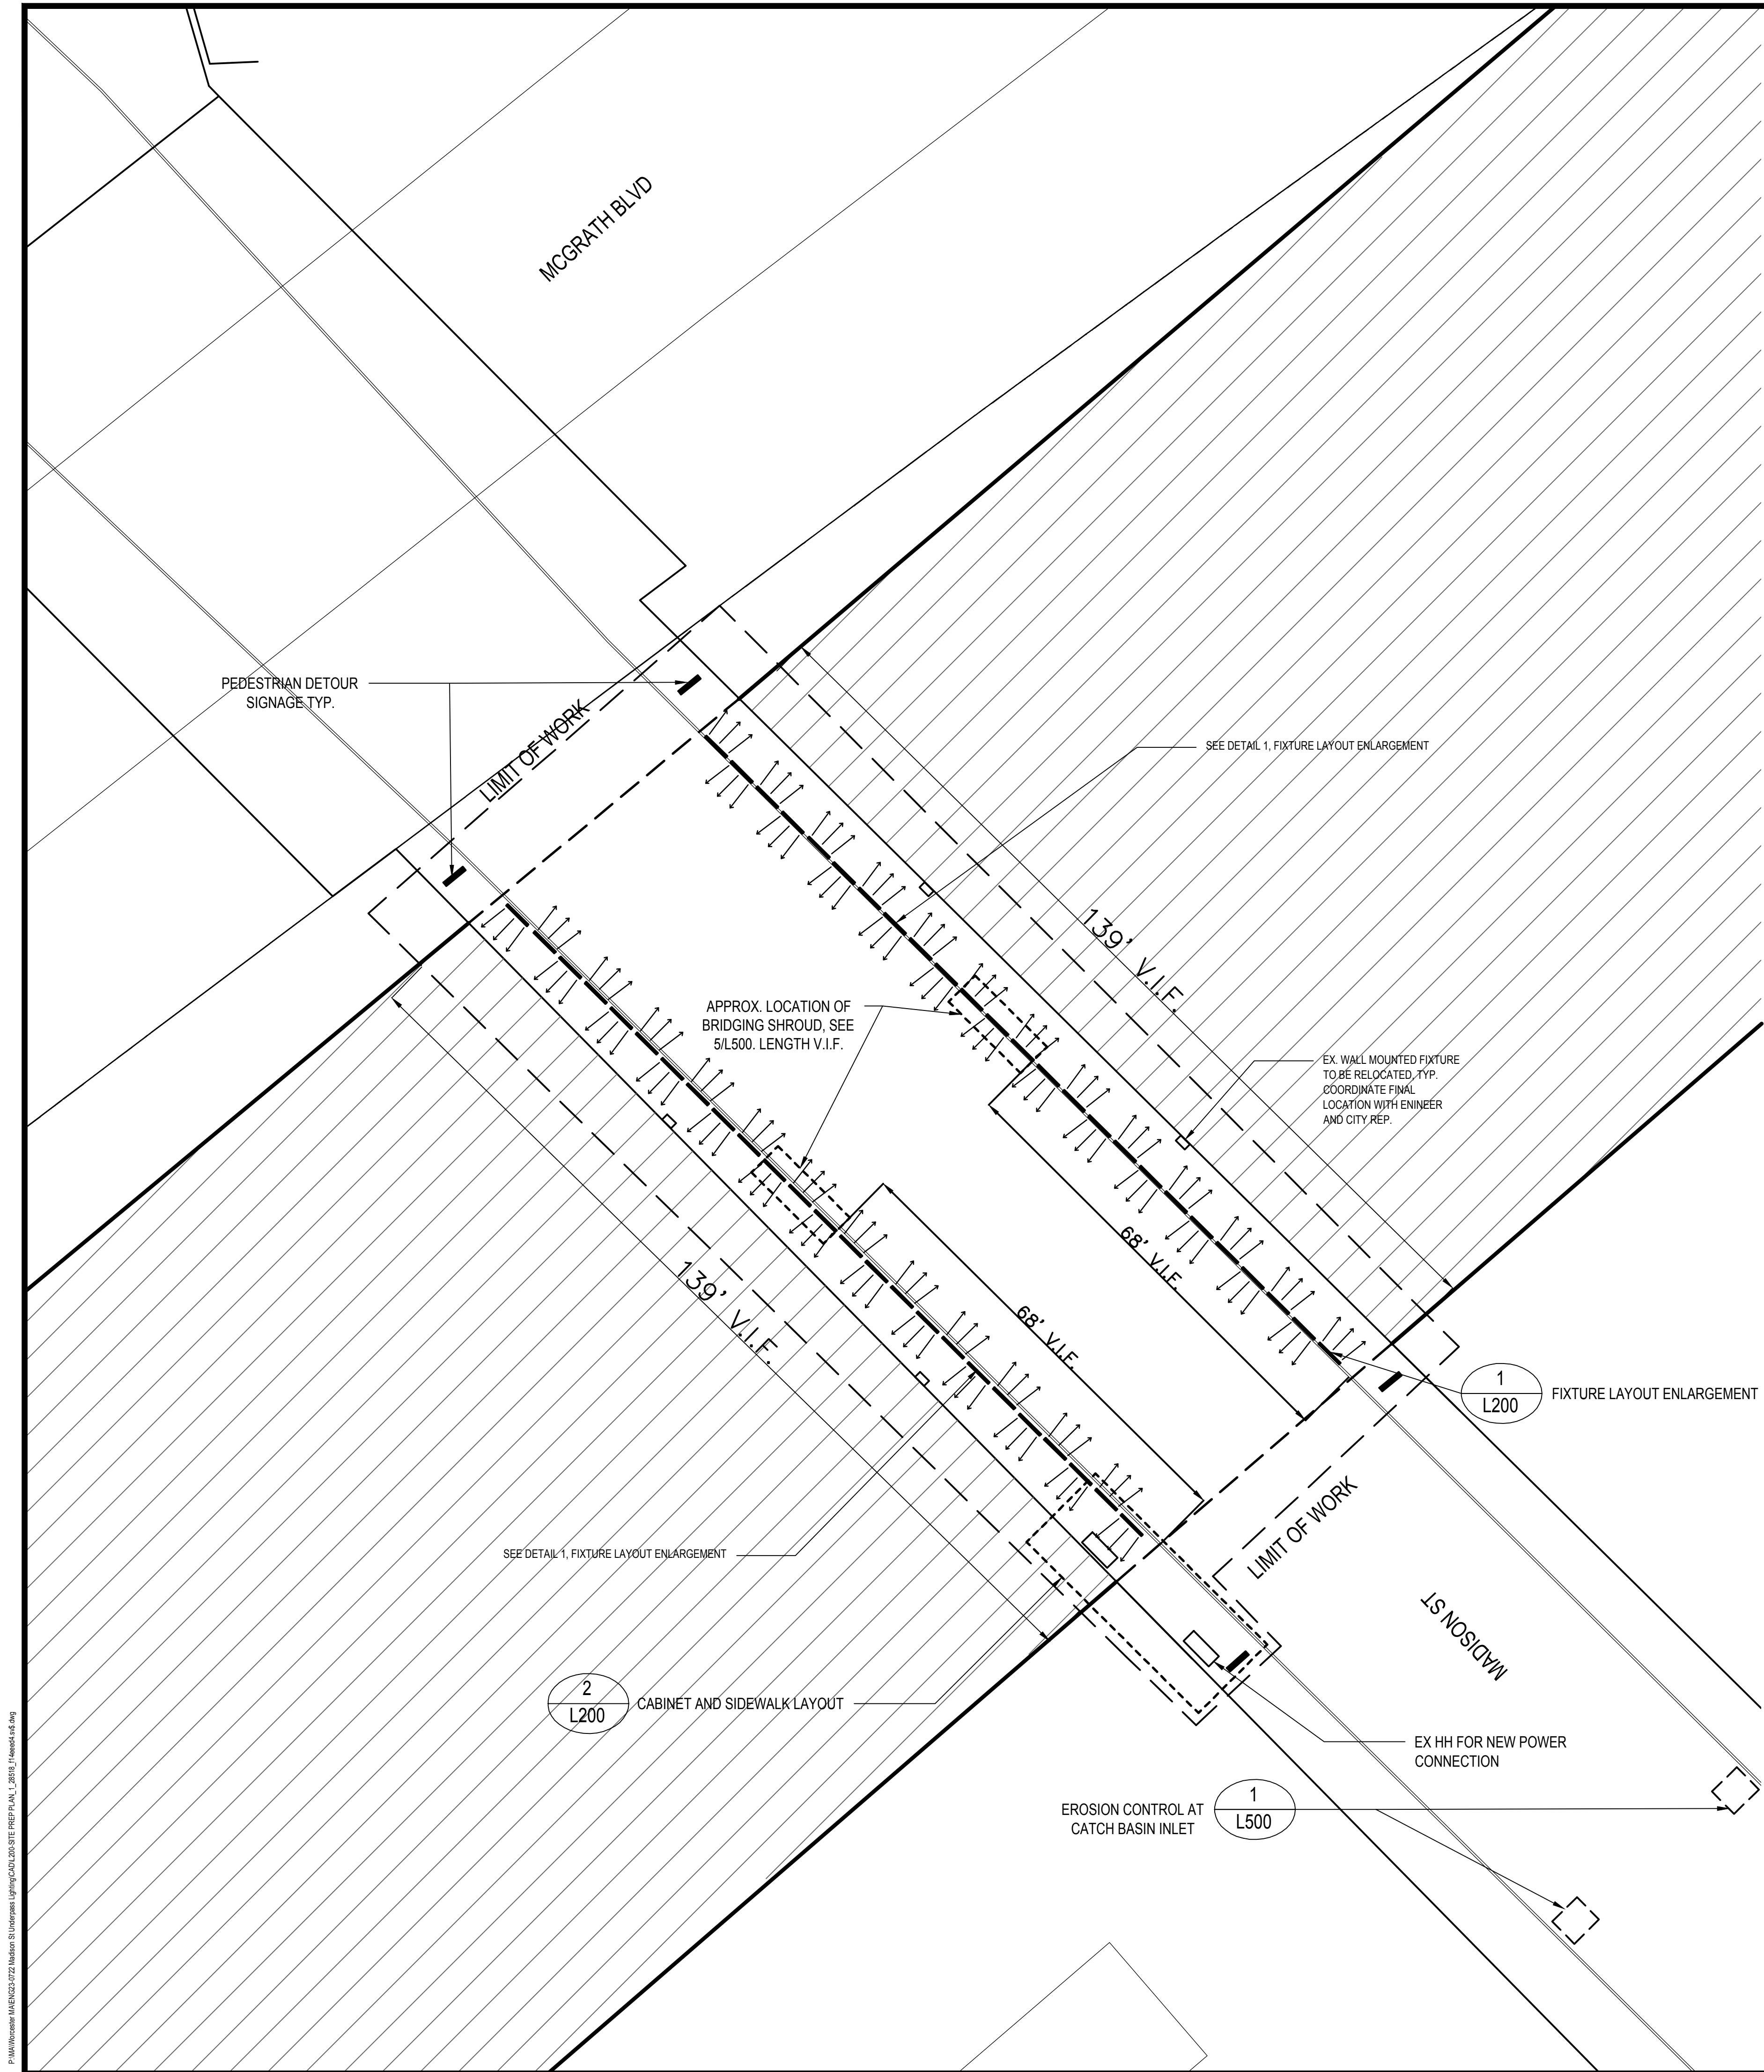 MCGRATH BLVD
PEDESTRIAN DETOUR
SIGNAGE TYP.
LIMIT OF WORK
SEE DETAIL 1, FIXTURE LAYOUT ENLARGEMENT
139' V.I.F.
APPROX. LOCATION OF
BRIDGING SHROUD, SEE
5/L500. LENGTH V.I.F.
EX. WALL MOUNTED FIXTURE
TO BE RELOCATED, TYP.
COORDINATE FINAL
LOCATION WITH ENINEER
AND CITY REP.
68' V.I.F.
139' V.I.F.
68' V.I.F.
1
L200
FIXTURE LAYOUT ENLARGEMENT
LIMIT OF WORK
SEE DETAIL 1, FIXTURE LAYOUT ENLARGEMENT
MADISON ST
2
L200
CABINET AND SIDEWALK LAYOUT
EX HH FOR NEW POWER
CONNECTION
EROSION CONTROL AT
CATCH BASIN INLET
1
L500